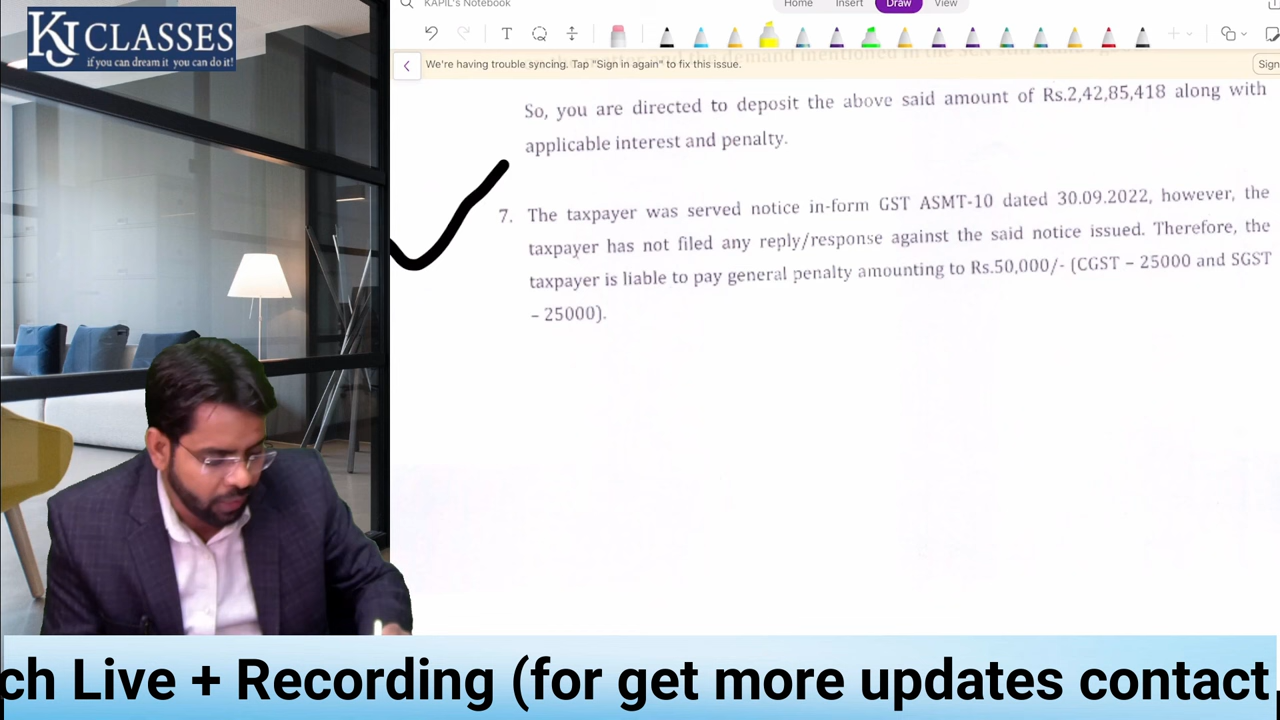 KJ CLASSES
if you can dream it you can do it!
KAPIL's Notebook
Home Insert Draw View
We're having trouble syncing. Tap "Sign in again" to fix this issue.
Sign
So, you are directed to deposit the above said amount of Rs.2,42,85,418 along with
applicable interest and penalty.
7. The taxpayer was served notice in-form GST ASMT-10 dated 30.09.2022, however, the
taxpayer has not filed any reply/response against the said notice issued. Therefore, the
taxpayer is liable to pay general penalty amounting to Rs.50,000/- (CGST – 25000 and SGST
– 25000).
ch Live + Recording (for get more updates contact